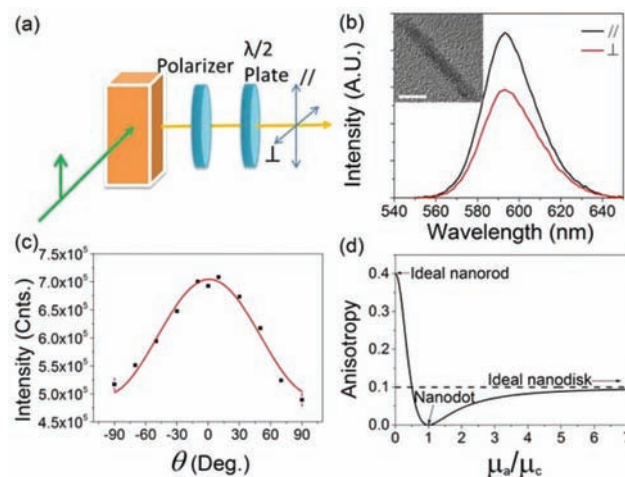 (a)
Polarizer
λ/2
Plate
//
⊥
(b)
Intensity (A.U.)
//
⊥
540
560
580
600
620
640
Wavelength (nm)
(c)
Intensity (Cnts.)
7.5x10⁵
7.0x10⁵
6.5x10⁵
6.0x10⁵
5.5x10⁵
5.0x10⁵
4.5x10⁵
-90
-60
-30
0
30
60
90
θ (Deg.)
(d)
Anisotropy
0.4
0.3
0.2
0.1
0.0
Ideal nanorod
Ideal nanodisk
Nanodot
0
1
2
3
4
5
6
7
μₐ/μ꜀